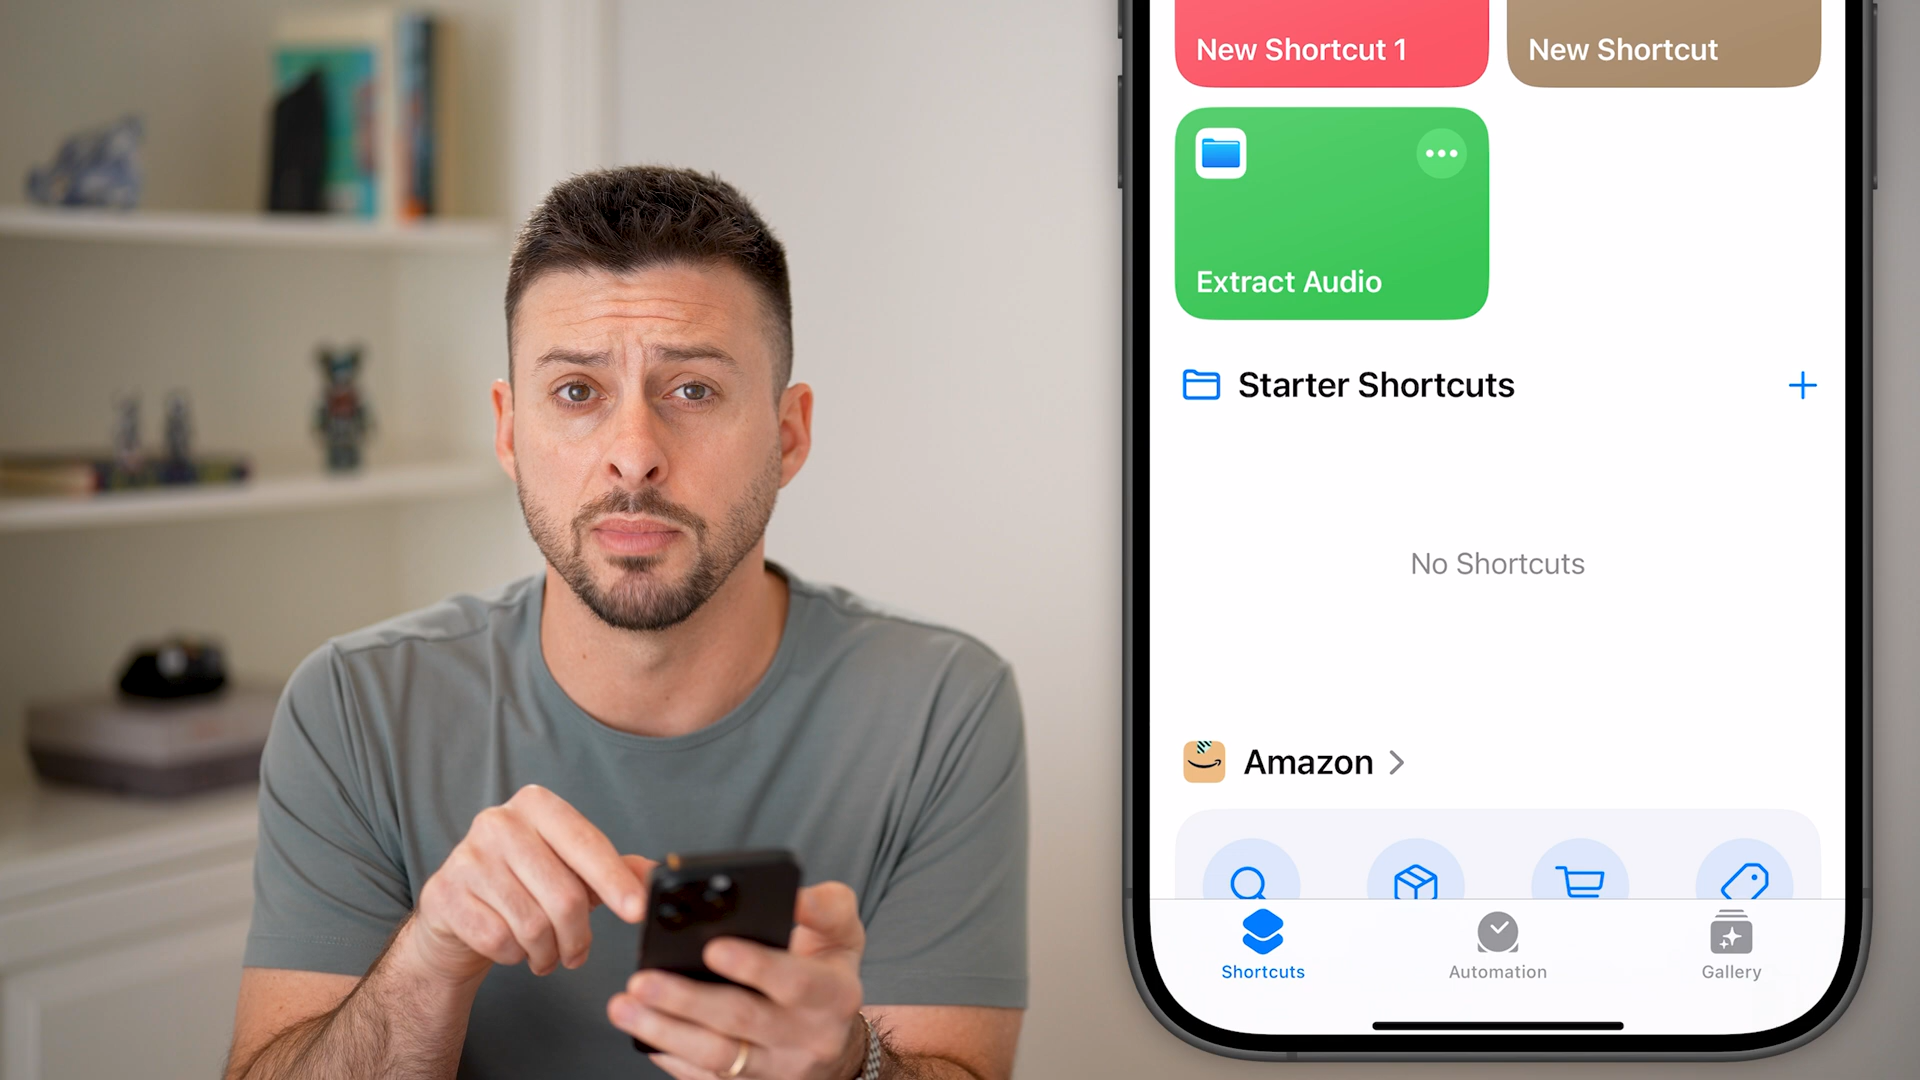 New Shortcut 1
New Shortcut
Extract Audio
Starter Shortcuts
No Shortcuts
Amazon
Shortcuts
Automation
Gallery